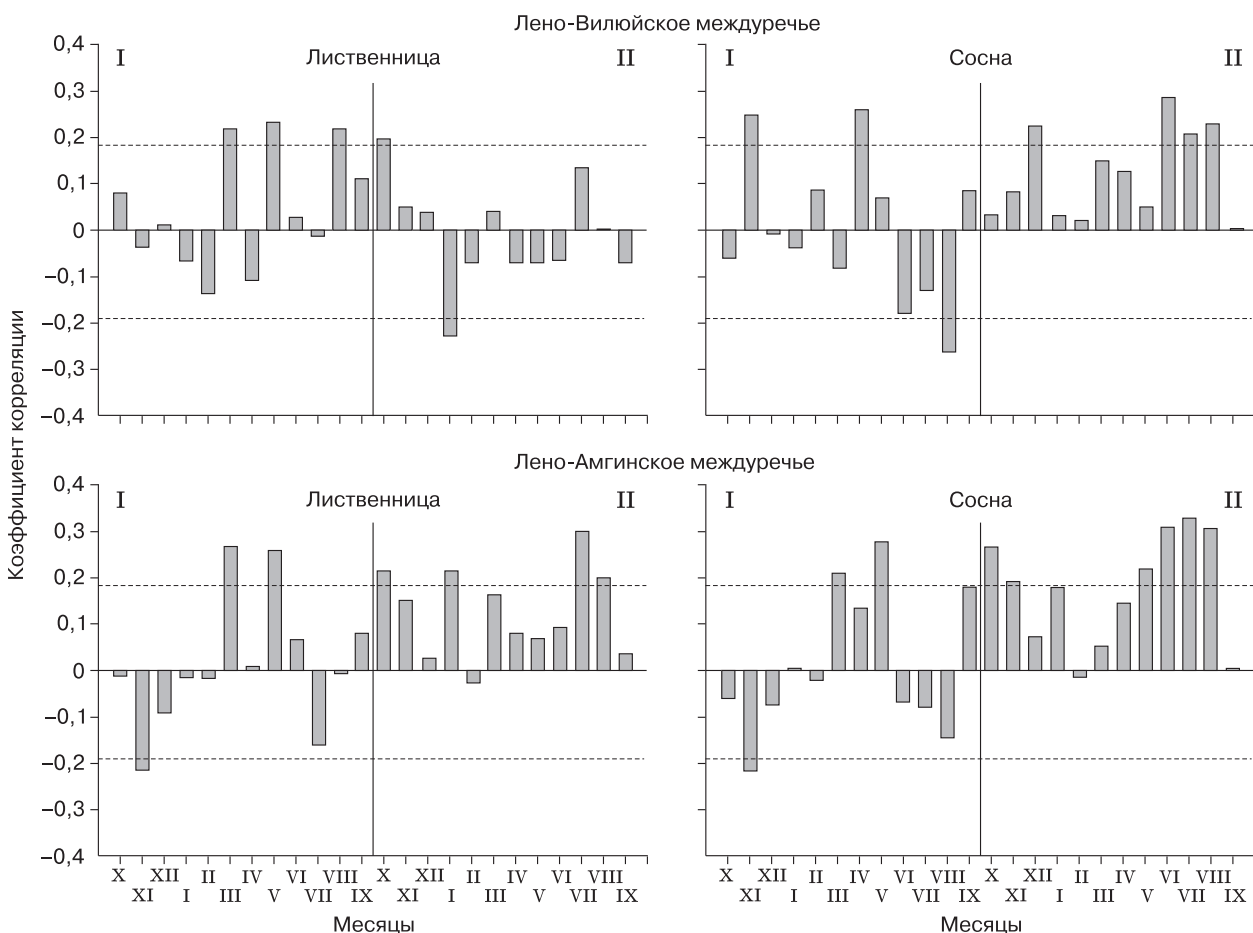 Лено-Вилюйское междуречье
I Лиственница II
I Сосна II
0,4
0,3
0,2
0,1
0
–0,1
–0,2
–0,3
–0,4
Коэффициент корреляции
Лено-Амгинское междуречье
I Лиственница II
I Сосна II
0,4
0,3
0,2
0,1
0
–0,1
–0,2
–0,3
–0,4
X XI XII I II III IV V VI VII VIII IX X XI XII I II III IV V VI VII VIII IX
Месяцы
X XI XII I II III IV V VI VII VIII IX X XI XII I II III IV V VI VII VIII IX
Месяцы